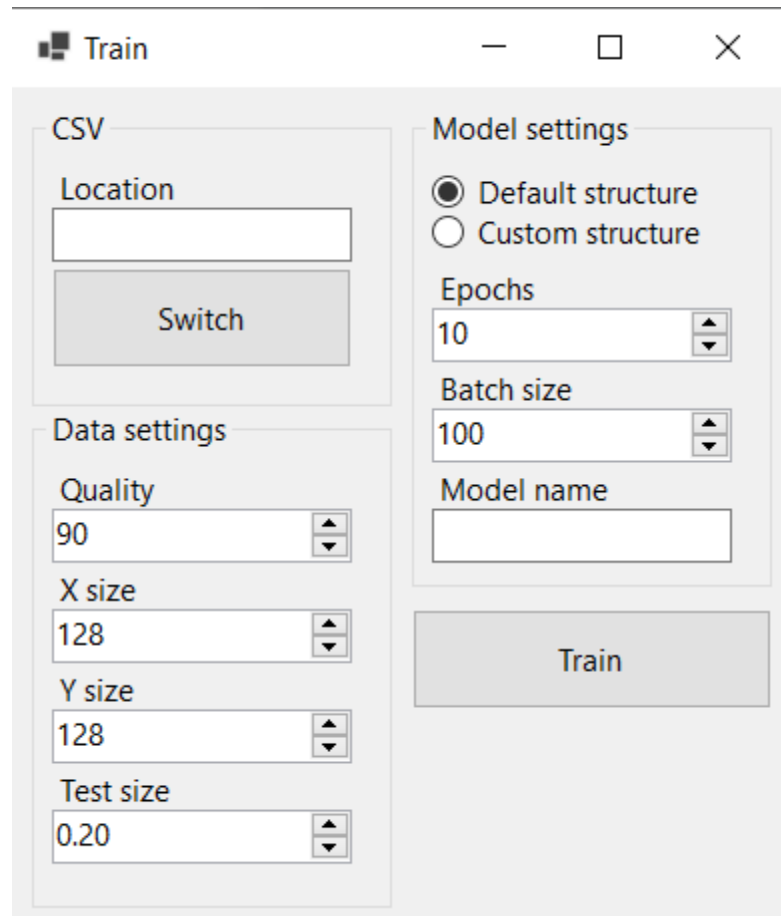 Train
CSV
Location
Switch
Data settings
Quality
90
X size
128
Y size
128
Test size
0.20
Model settings
Default structure
Custom structure
Epochs
10
Batch size
100
Model name
Train